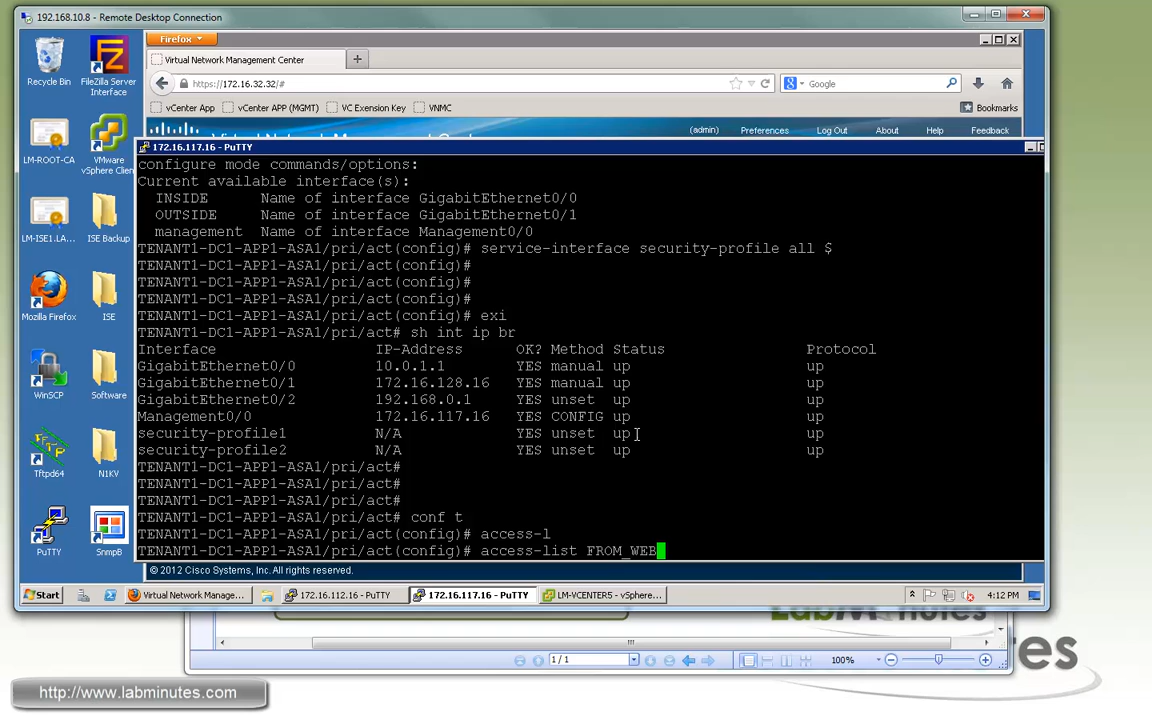 192.168.10.8 - Remote Desktop Connection
Recycle Bin
FileZilla Server Interface
Firefox
Virtual Network Management Center
https://172.16.32.32/#
Google
vCenter App
vCenter App (MGMT)
VC Exension Key
VNMC
Bookmarks
(admin)
Preferences
Log Out
About
Help
Feedback
LM-ROOT-CA
VMware vSphere Client
LM-ISE1.LA...
ISE Backup
Mozilla Firefox
ISE
WinSCP
Software
Tftpd64
N1KV
PuTTY
SnmpB
172.16.117.16 - PuTTY
configure mode commands/options:
Current available interface(s):
INSIDE Name of interface GigabitEthernet0/0
OUTSIDE Name of interface GigabitEthernet0/1
management Name of interface Management0/0
TENANT1-DC1-APP1-ASA1/pri/act(config)# service-interface security-profile all $
TENANT1-DC1-APP1-ASA1/pri/act(config)#
TENANT1-DC1-APP1-ASA1/pri/act(config)#
TENANT1-DC1-APP1-ASA1/pri/act(config)#
TENANT1-DC1-APP1-ASA1/pri/act(config)# exi
TENANT1-DC1-APP1-ASA1/pri/act# sh int ip br
Interface IP-Address OK? Method Status Protocol
GigabitEthernet0/0 10.0.1.1 YES manual up up
GigabitEthernet0/1 172.16.128.16 YES manual up up
GigabitEthernet0/2 192.168.0.1 YES unset up up
Management0/0 172.16.117.16 YES CONFIG up up
security-profile1 N/A YES unset up up
security-profile2 N/A YES unset up up
TENANT1-DC1-APP1-ASA1/pri/act#
TENANT1-DC1-APP1-ASA1/pri/act#
TENANT1-DC1-APP1-ASA1/pri/act#
TENANT1-DC1-APP1-ASA1/pri/act# conf t
TENANT1-DC1-APP1-ASA1/pri/act(config)# access-l
TENANT1-DC1-APP1-ASA1/pri/act(config)# access-list FROM_WEB
© 2012 Cisco Systems, Inc. All rights reserved.
Start
Virtual Network Manage...
172.16.112.16 - PuTTY
172.16.117.16 - PuTTY
LM-VCENTER5 - vSphere...
4:12 PM
1 / 1
100%
http://www.labminutes.com